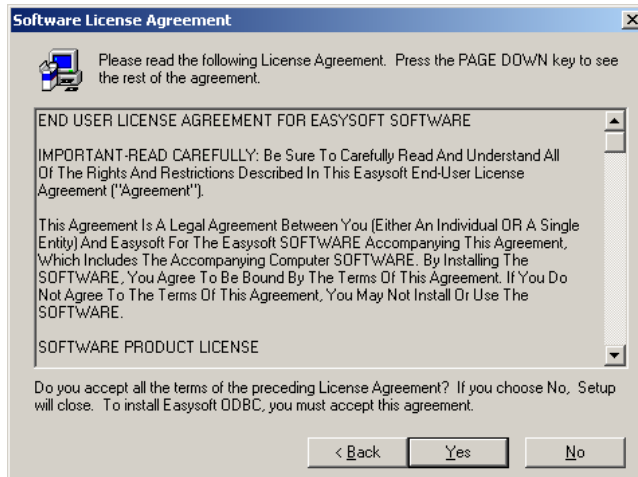 Software License Agreement
Please read the following License Agreement. Press the PAGE DOWN key to see
the rest of the agreement.
END USER LICENSE AGREEMENT FOR EASYSOFT SOFTWARE
IMPORTANT-READ CAREFULLY: Be Sure To Carefully Read And Understand All
Of The Rights And Restrictions Described In This Easysoft End-User License
Agreement ("Agreement").
This Agreement Is A Legal Agreement Between You (Either An Individual OR A Single
Entity) And Easysoft For The Easysoft SOFTWARE Accompanying This Agreement,
Which Includes The Accompanying Computer SOFTWARE. By Installing The
SOFTWARE, You Agree To Be Bound By The Terms Of This Agreement. If You Do
Not Agree To The Terms Of This Agreement, You May Not Install Or Use The
SOFTWARE.
SOFTWARE PRODUCT LICENSE
Do you accept all the terms of the preceding License Agreement? If you choose No, Setup
will close. To install Easysoft ODBC, you must accept this agreement.
< Back Yes No